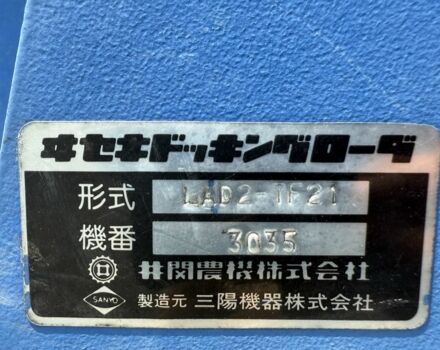 ヰセキドッキングローダ
形式 LAD2-TF21
機番 3035
井関農機株式会社
SANYO 製造元 三陽機器株式会社